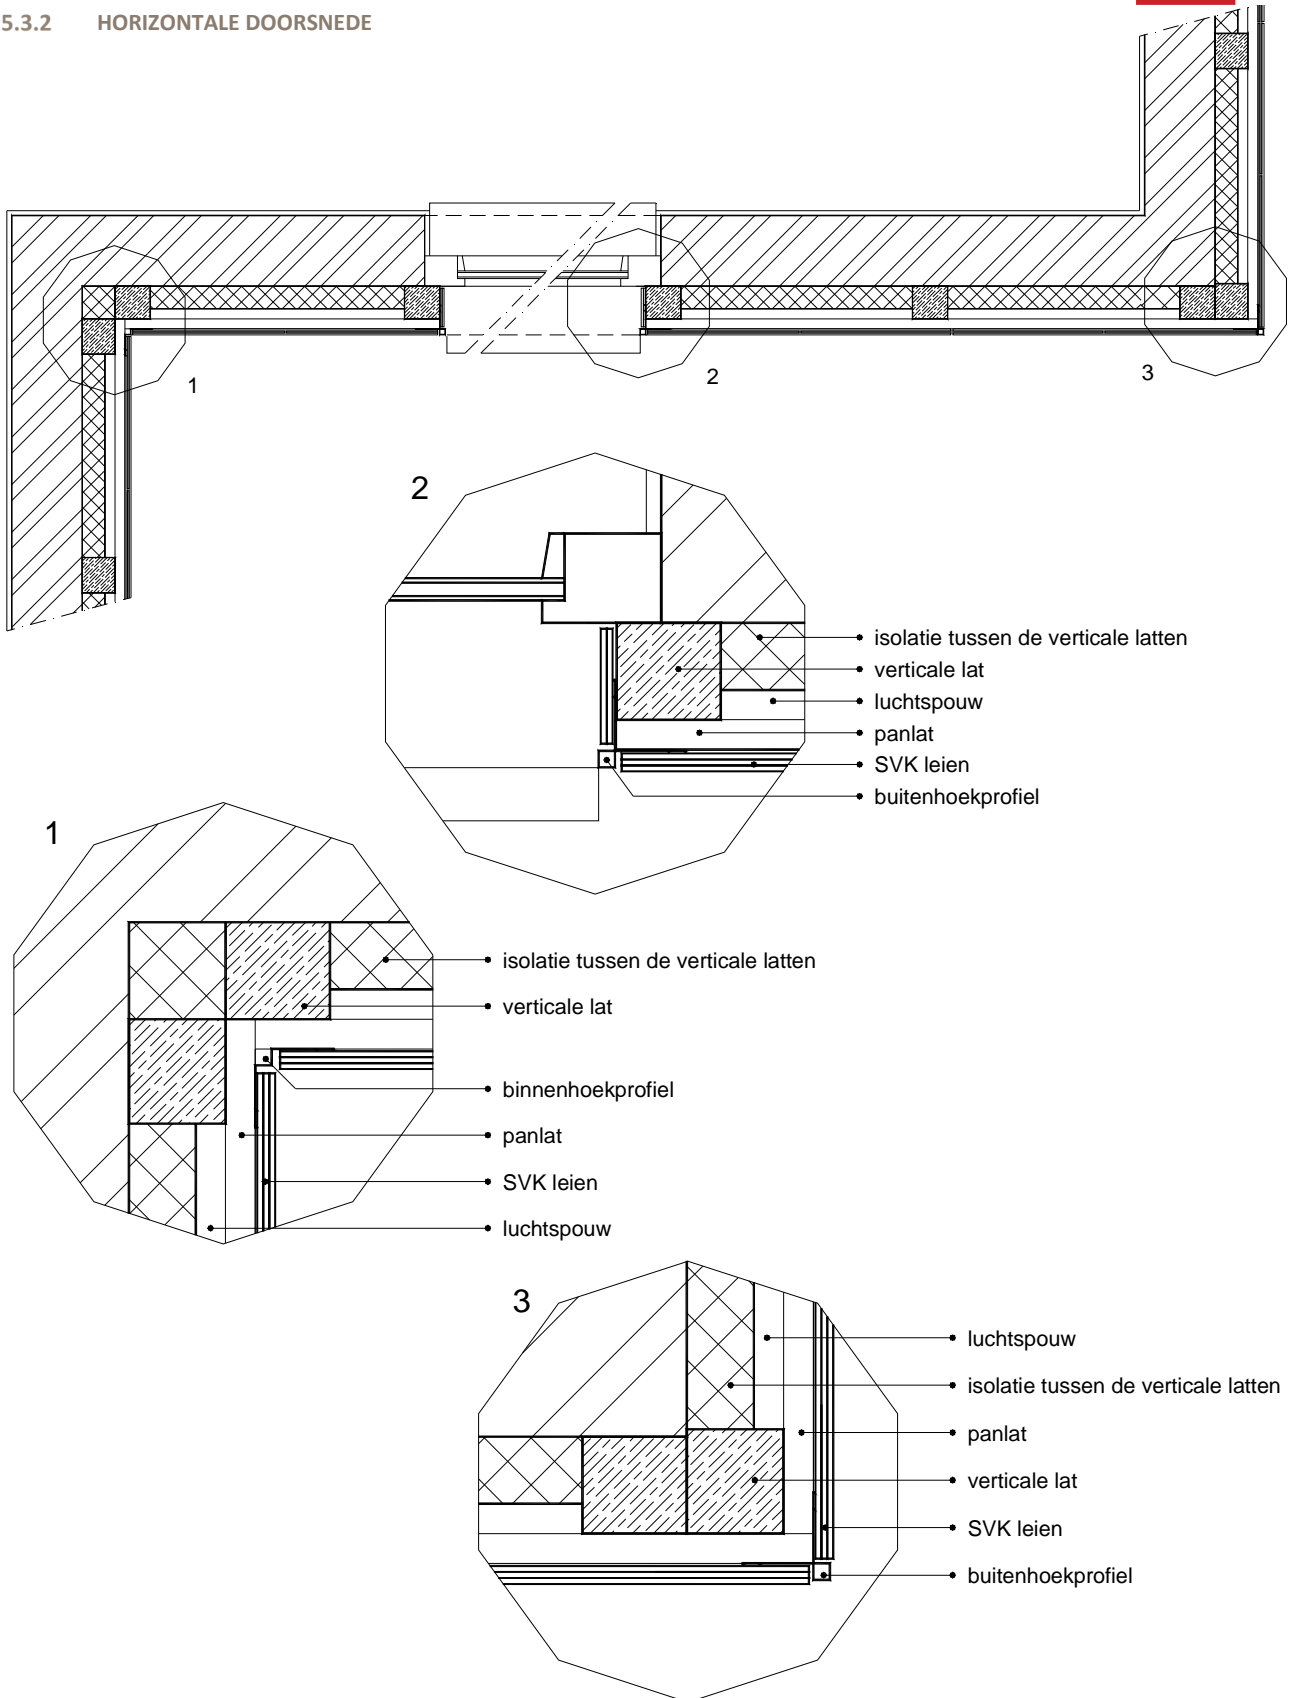 5.3.2 HORIZONTALE DOORSNEDE
1
2
3
2
isolatie tussen de verticale latten
verticale lat
luchtspouw
panlat
SVK leien
buitenhoekprofiel
1
isolatie tussen de verticale latten
verticale lat
binnenhoekprofiel
panlat
SVK leien
luchtspouw
3
luchtspouw
isolatie tussen de verticale latten
panlat
verticale lat
SVK leien
buitenhoekprofiel